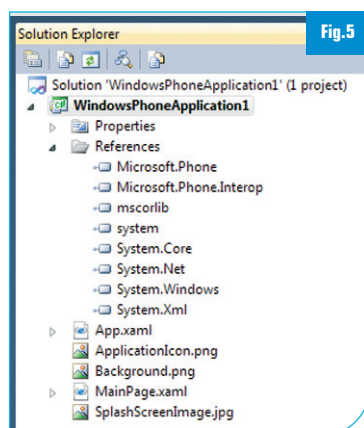 Solution Explorer
Fig.5
Solution 'WindowsPhoneApplication1' (1 project)
WindowsPhoneApplication1
Properties
References
Microsoft.Phone
Microsoft.Phone.Interop
mscorlib
system
System.Core
System.Net
System.Windows
System.Xml
App.xaml
ApplicationIcon.png
Background.png
MainPage.xaml
SplashScreenImage.jpg